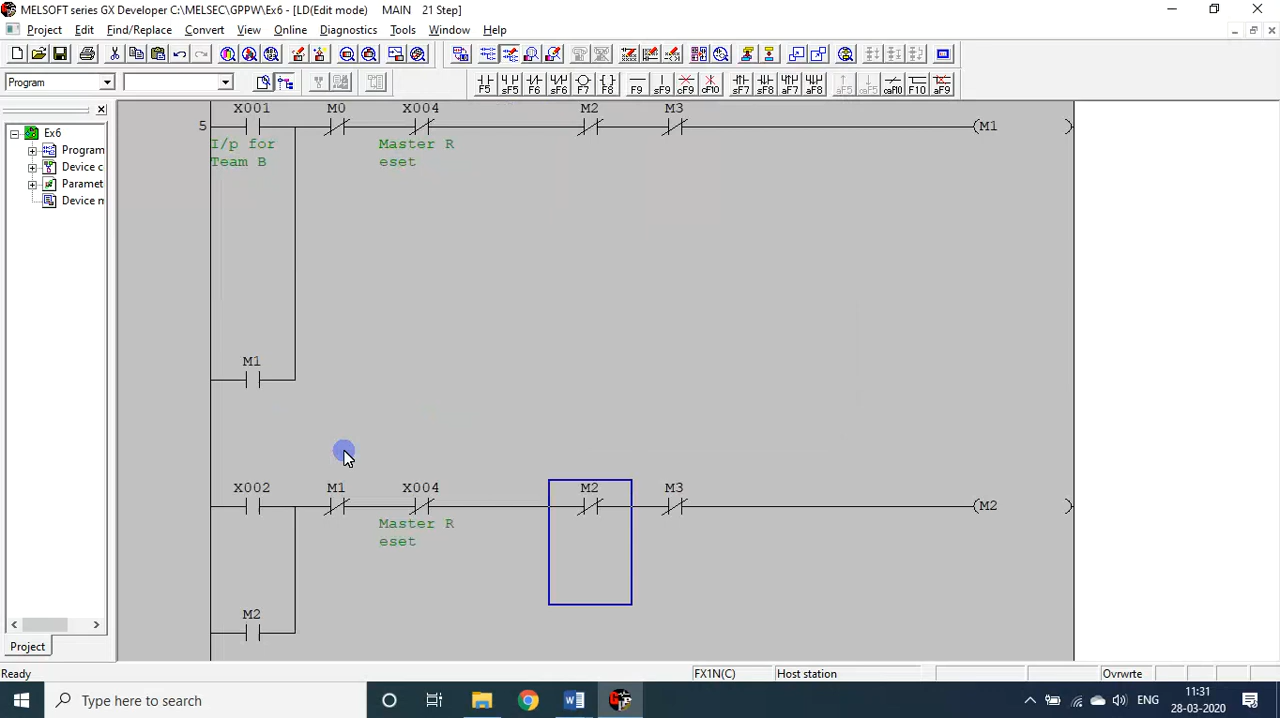 MELSOFT series GX Developer C:\MELSEC\GPPW\Ex6 - [LD(Edit mode) MAIN 21 Step]
Project Edit Find/Replace Convert View Online Diagnostics Tools Window Help
Program
F5 sF5 F6 sF6 F7 F8 F9 sF9 cF9 cF10 sF7 sF8 aF7 aF8 aF5 caF5 caF10 F10 aF9
Ex6
Program
Device c
Paramet
Device m
Project
X001 M0 X004 M2 M3
5 M1
I/p for Master R
Team B eset
M1
X002 M1 X004 M2 M3
M2
Master R
eset
M2
Ready FX1N(C) Host station Ovrwrte
Type here to search
ENG
11:31
28-03-2020